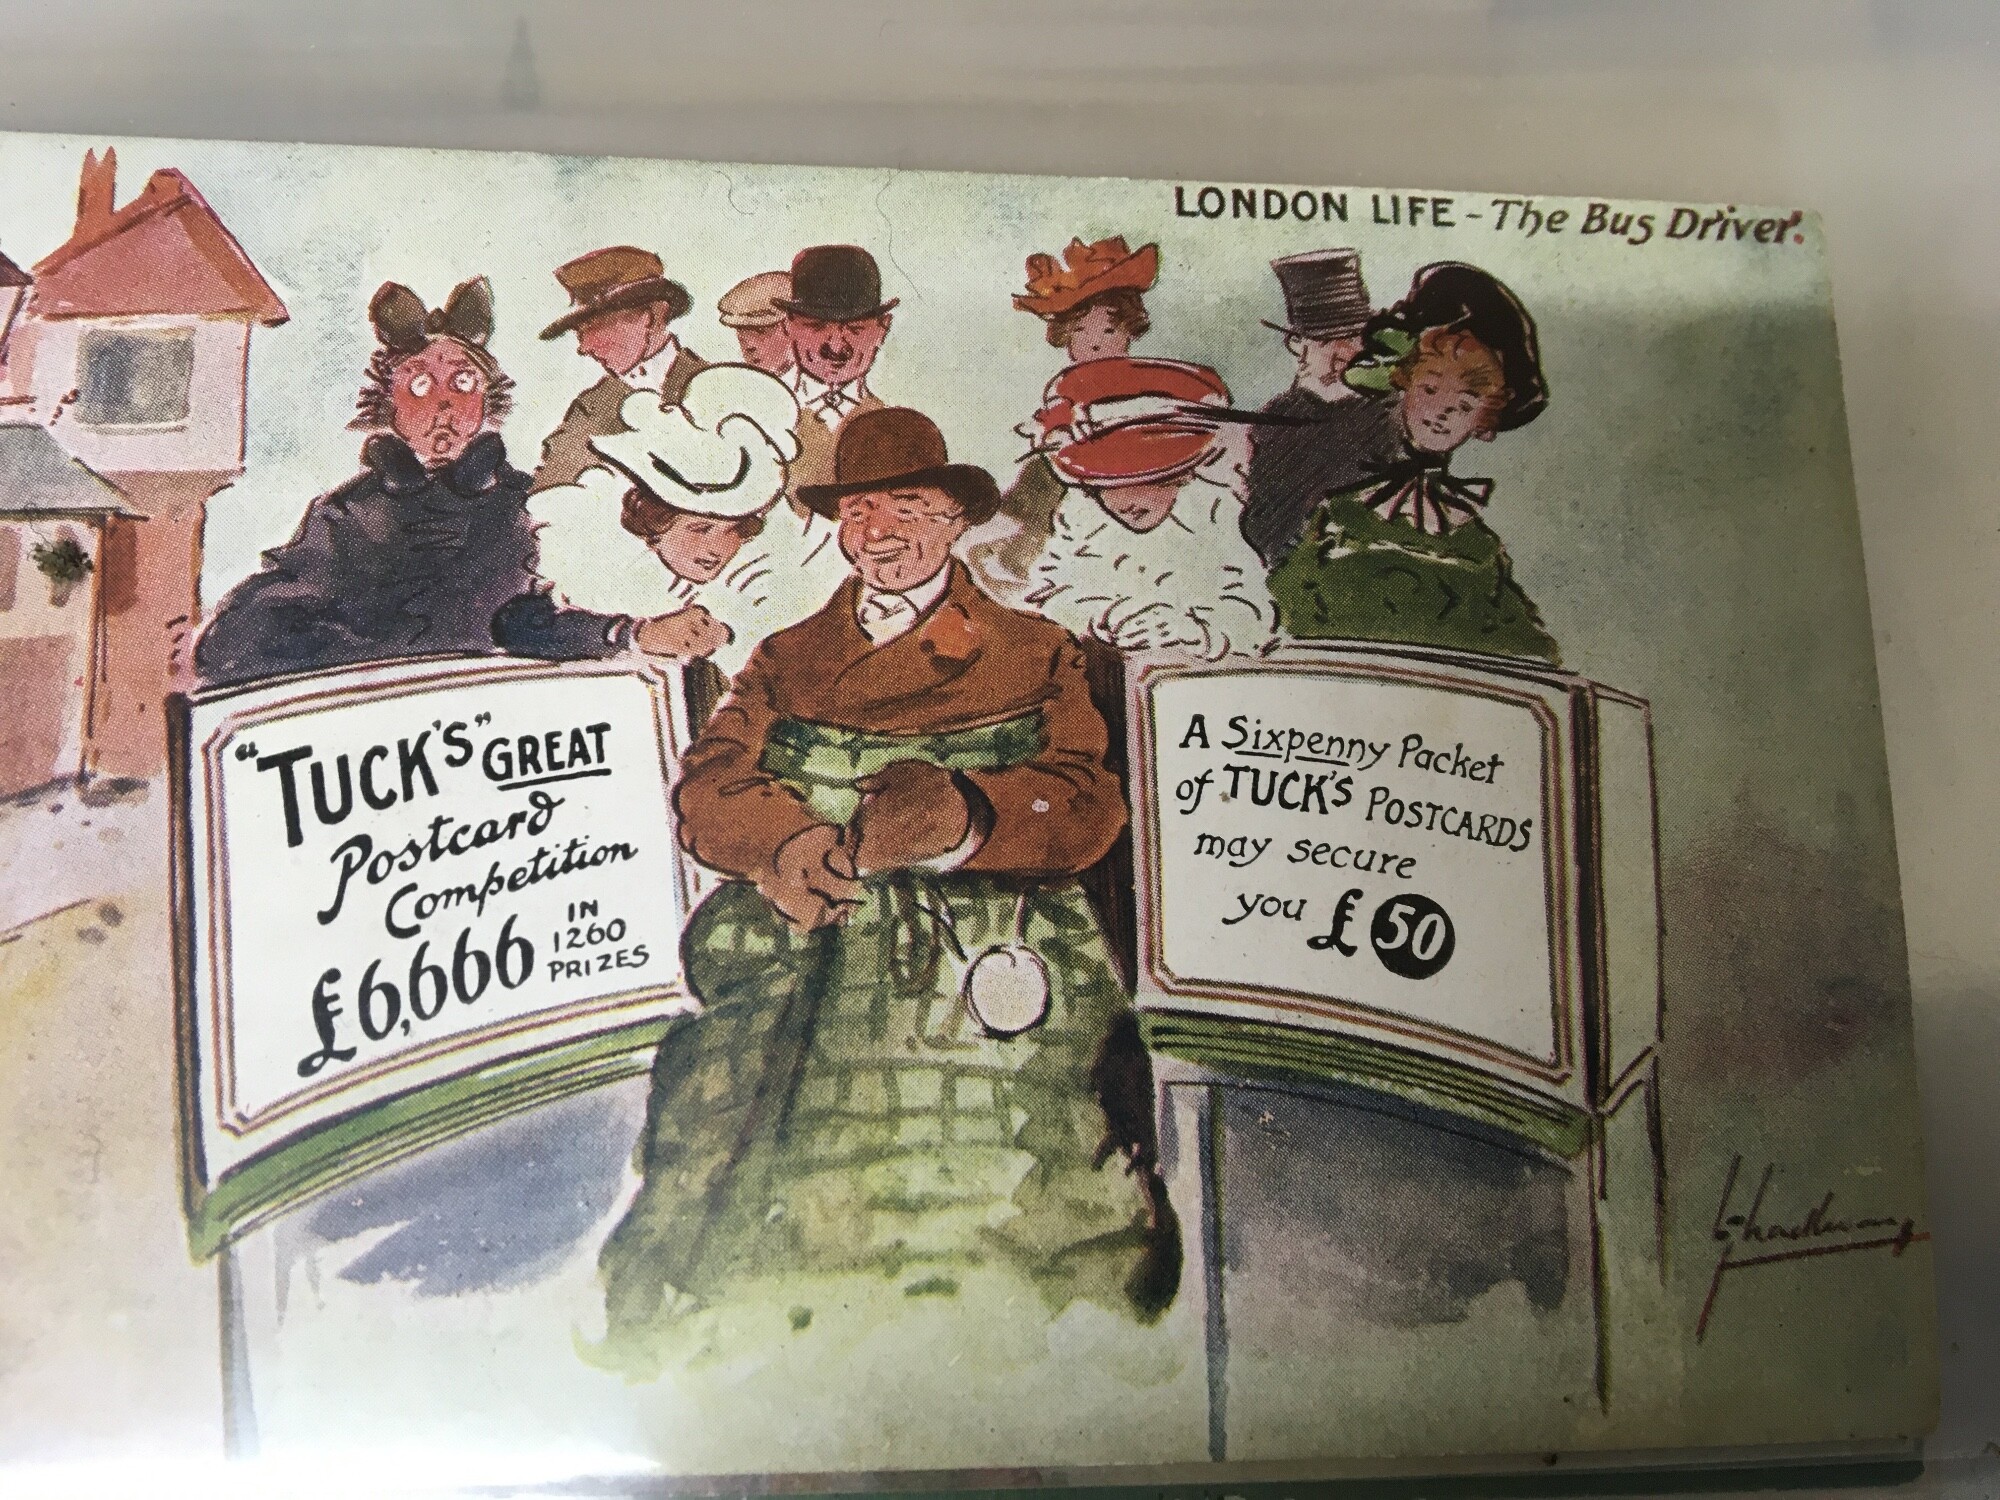 LONDON LIFE - The Bus Driver.
"TUCK'S" GREAT
Postcard
Competition
£6,666 IN
1260
PRIZES
A Sixpenny Packet
of TUCK'S POSTCARDS
may secure
you £50